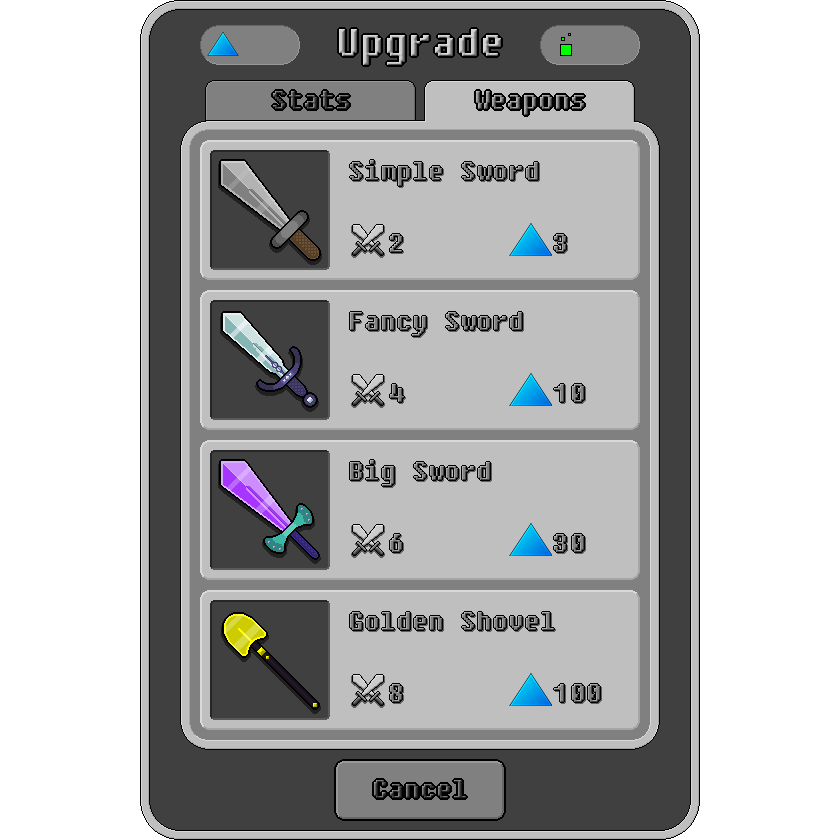 Upgrade
Stats Weapons
Simple Sword
2 3
Fancy Sword
4 10
Big Sword
6 30
Golden Shovel
8 100
Cancel